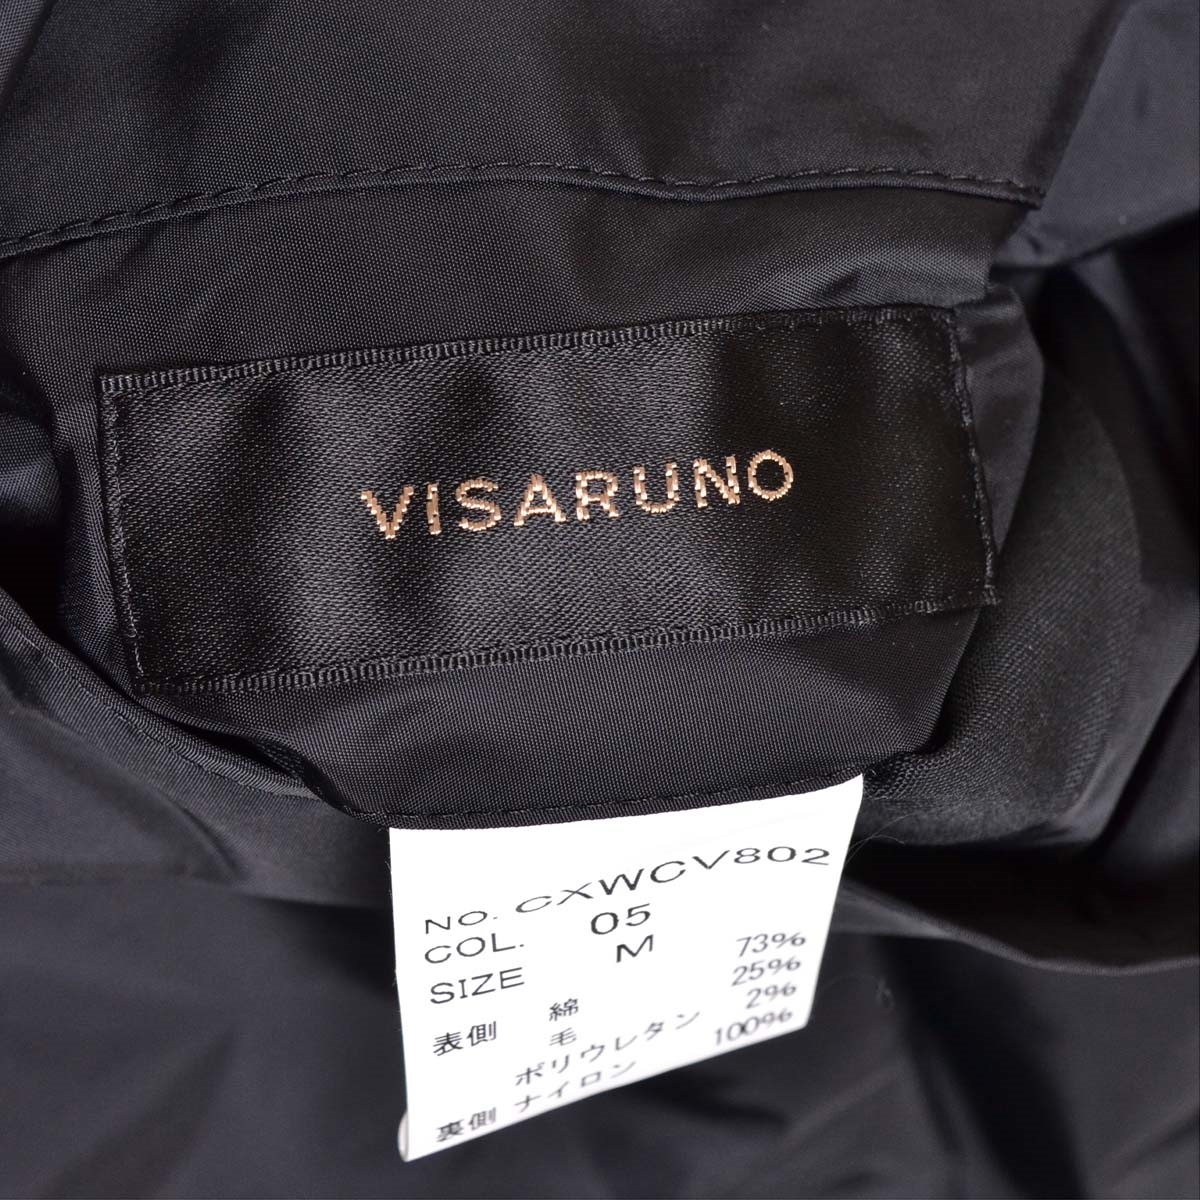 VISARUNO
NO. CXWCV802
COL. 05
SIZE M
表側 綿 73%
毛 25%
ポリウレタン 2%
裏側 ナイロン 100%